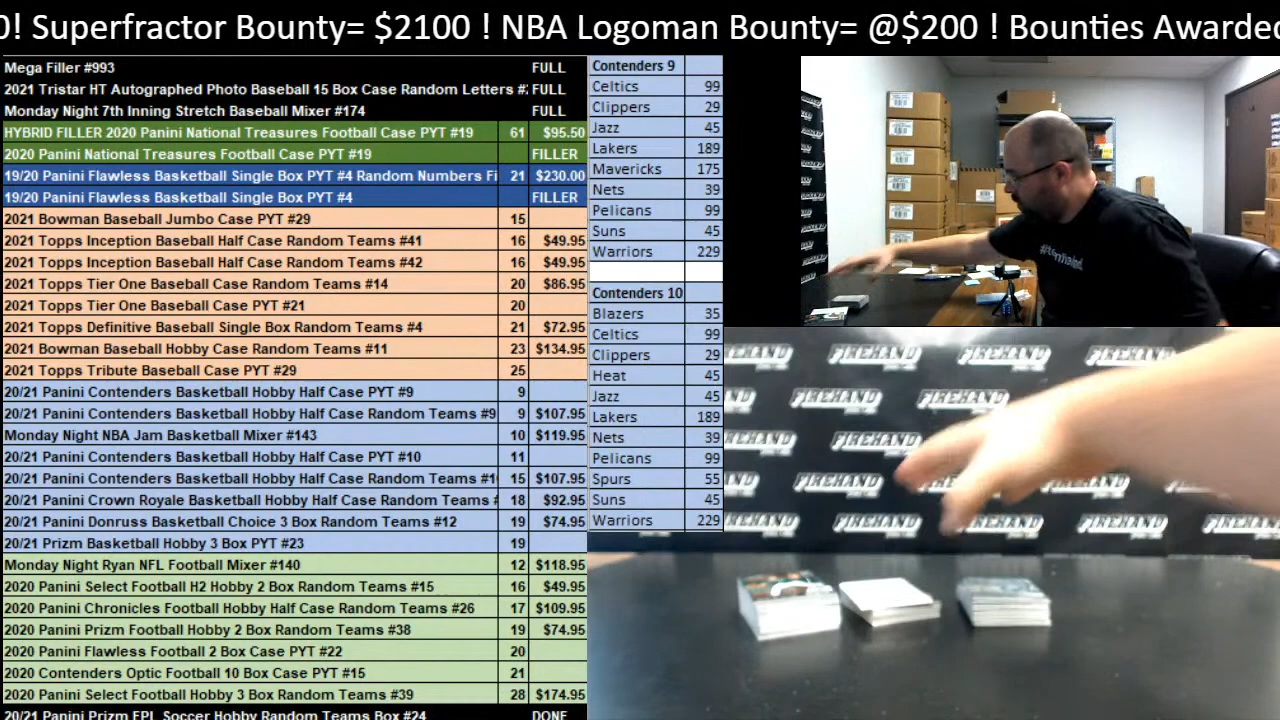 0! Superfractor Bounty= $2100 ! NBA Logoman Bounty= @$200 ! Bounties Awarded
Mega Filler #993 FULL
2021 Tristar HT Autographed Photo Baseball 15 Box Case Random Letters #: FULL
Monday Night 7th Inning Stretch Baseball Mixer #174 FULL
HYBRID FILLER 2020 Panini National Treasures Football Case PYT #19 61 $95.50
2020 Panini National Treasures Football Case PYT #19 FILLER
19/20 Panini Flawless Basketball Single Box PYT #4 Random Numbers Fi 21 $230.00
19/20 Panini Flawless Basketball Single Box PYT #4 FILLER
2021 Bowman Baseball Jumbo Case PYT #29 15
2021 Topps Inception Baseball Half Case Random Teams #41 16 $49.95
2021 Topps Inception Baseball Half Case Random Teams #42 16 $49.95
2021 Topps Tier One Baseball Case Random Teams #14 20 $86.95
2021 Topps Tier One Baseball Case PYT #21 20
2021 Topps Definitive Baseball Single Box Random Teams #4 21 $72.95
2021 Bowman Baseball Hobby Case Random Teams #11 23 $134.95
2021 Topps Tribute Baseball Case PYT #29 25
20/21 Panini Contenders Basketball Hobby Half Case PYT #9 9
20/21 Panini Contenders Basketball Hobby Half Case Random Teams #9 9 $107.95
Monday Night NBA Jam Basketball Mixer #143 10 $119.95
20/21 Panini Contenders Basketball Hobby Half Case PYT #10 11
20/21 Panini Contenders Basketball Hobby Half Case Random Teams #1 15 $107.95
20/21 Panini Crown Royale Basketball Hobby Half Case Random Teams # 18 $92.95
20/21 Panini Donruss Basketball Choice 3 Box Random Teams #12 19 $74.95
20/21 Prizm Basketball Hobby 3 Box PYT #23 19
Monday Night Ryan NFL Football Mixer #140 12 $118.95
2020 Panini Select Football H2 Hobby 2 Box Random Teams #15 16 $49.95
2020 Panini Chronicles Football Hobby Half Case Random Teams #26 17 $109.95
2020 Panini Prizm Football Hobby 2 Box Random Teams #38 19 $74.95
2020 Panini Flawless Football 2 Box Case PYT #22 20
2020 Contenders Optic Football 10 Box Case PYT #15 21
2020 Panini Select Football Hobby 3 Box Random Teams #39 28 $174.95
20/21 Panini Prizm EPL Soccer Hobby Random Teams Box #24 DONE
Contenders 9
Celtics 99
Clippers 29
Jazz 45
Lakers 189
Mavericks 175
Nets 39
Pelicans 99
Suns 45
Warriors 229
Contenders 10
Blazers 35
Celtics 99
Clippers 29
Heat 45
Jazz 45
Lakers 189
Nets 39
Pelicans 99
Spurs 55
Suns 45
Warriors 229
HAND FIREHAND FIREHAND FIREHAND
FIREHAND
FIREHAND
FIREHAND
FIREHAND FIREHAND
HAND FIREHAND FIREHAND FIREHAND